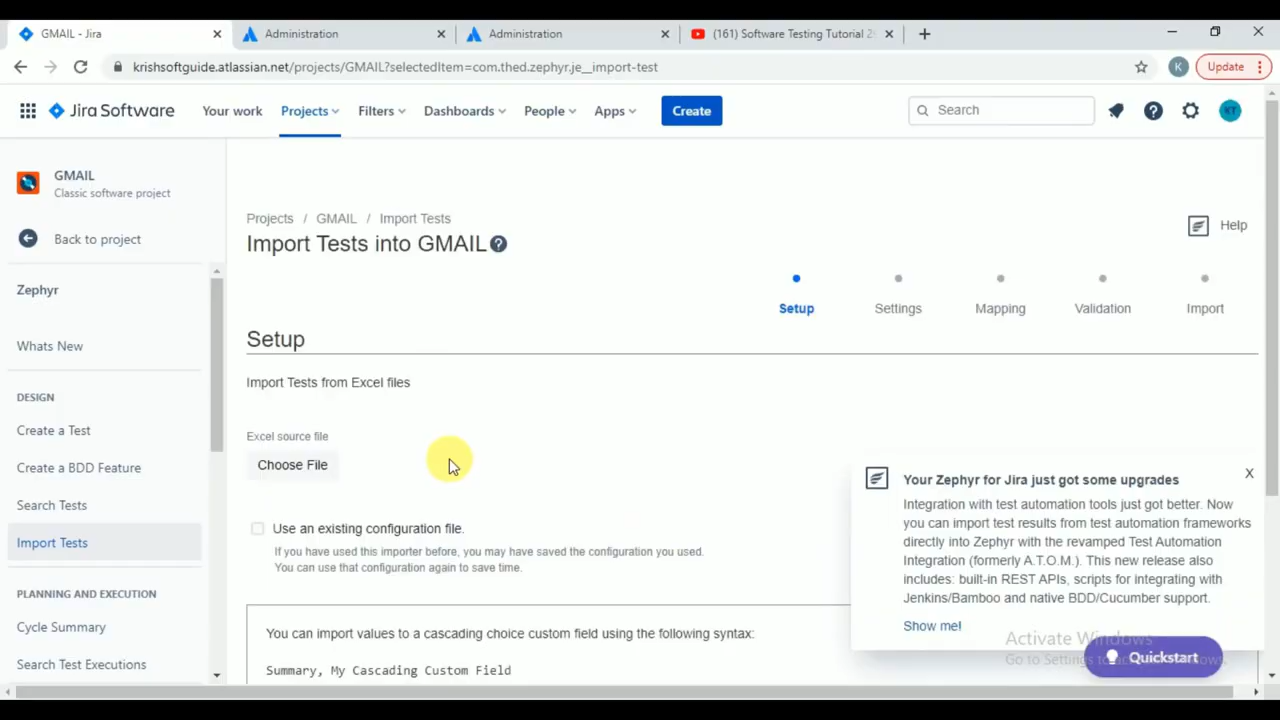 GMAIL - Jira
Administration
Administration
(161) Software Testing Tutorial 2
krishsoftguide.atlassian.net/projects/GMAIL?selectedItem=com.thed.zephyr.je__import-test
K
Update
Jira Software
Your work
Projects
Filters
Dashboards
People
Apps
Create
Search
KT
GMAIL
Classic software project
Back to project
Zephyr
Whats New
DESIGN
Create a Test
Create a BDD Feature
Search Tests
Import Tests
PLANNING AND EXECUTION
Cycle Summary
Search Test Executions
Projects / GMAIL / Import Tests
Help
Import Tests into GMAIL
Setup
Settings
Mapping
Validation
Import
Setup
Import Tests from Excel files
Excel source file
Choose File
Use an existing configuration file.
If you have used this importer before, you may have saved the configuration you used.
You can use that configuration again to save time.
You can import values to a cascading choice custom field using the following syntax:
Summary, My Cascading Custom Field
Your Zephyr for Jira just got some upgrades
X
Integration with test automation tools just got better. Now
you can import test results from test automation frameworks
directly into Zephyr with the revamped Test Automation
Integration (formerly A.T.O.M.). This new release also
includes: built-in REST APIs, scripts for integrating with
Jenkins/Bamboo and native BDD/Cucumber support.
Show me!
Activate Windows
Go to Settings to
Quickstart